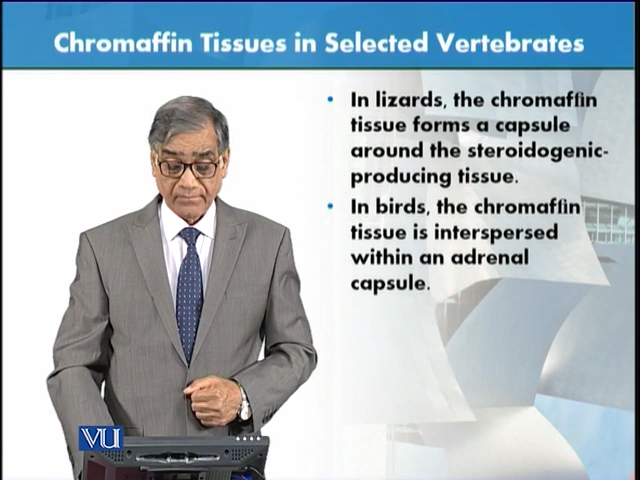 Chromaffin Tissues in Selected Vertebrates
• In lizards, the chromaffin
tissue forms a capsule
around the steroidogenic-
producing tissue.
• In birds, the chromaffin
tissue is interspersed
within an adrenal
capsule.
VU